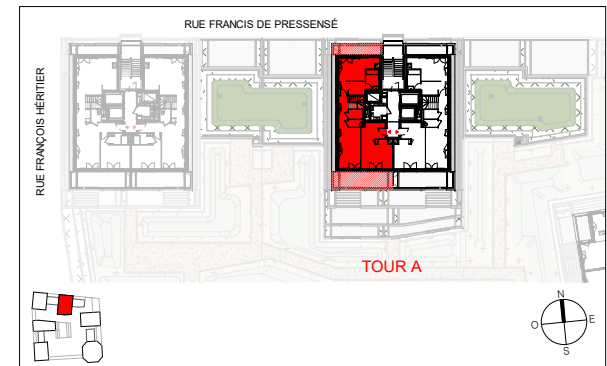 RUE FRANCIS DE PRESSENSÉ
RUE FRANÇOIS HÉRITIER
TOUR A
N
O
E
S